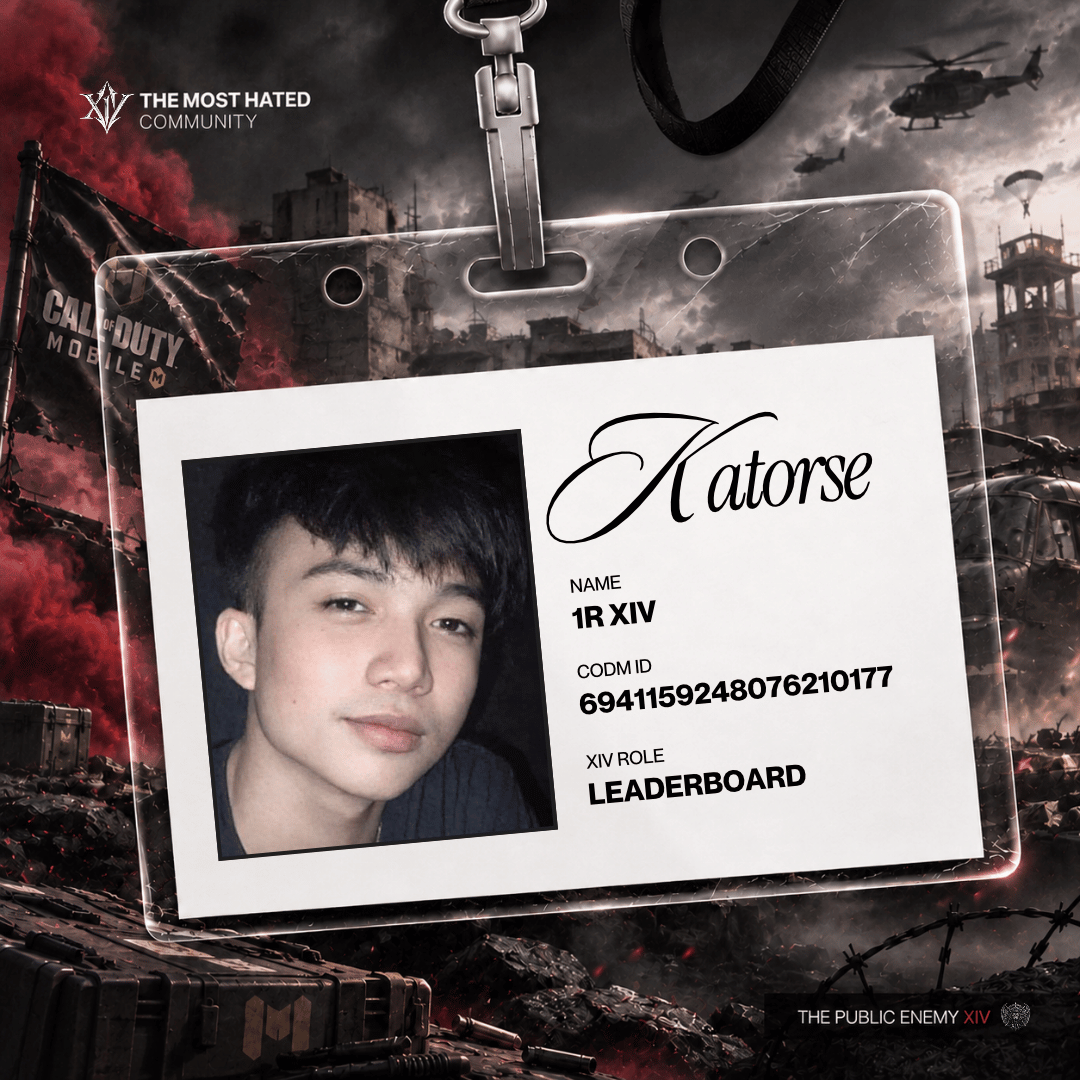 XIV THE MOST HATED
COMMUNITY
CALL OF DUTY
MOBILE
Katorse
NAME
1R XIV
CODM ID
6941159248076210177
XIV ROLE
LEADERBOARD
THE PUBLIC ENEMY XIV